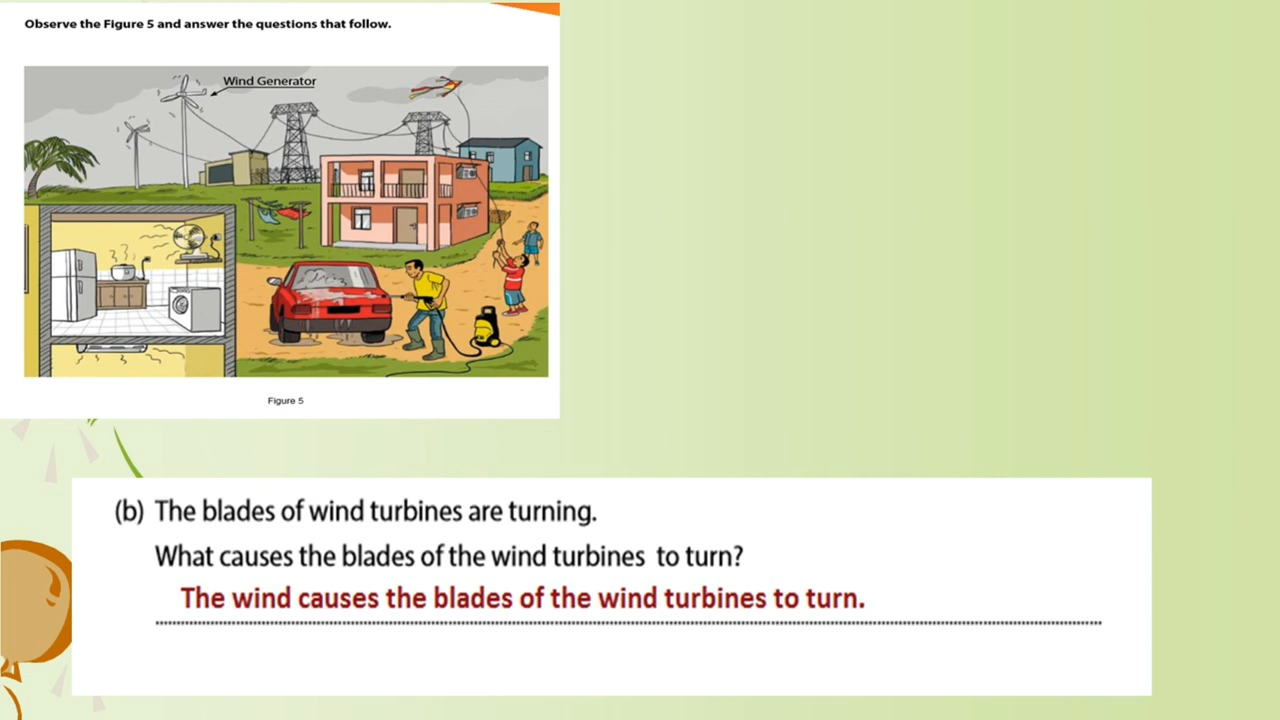 Observe the Figure 5 and answer the questions that follow.
Wind Generator
Figure 5
(b) The blades of wind turbines are turning.
What causes the blades of the wind turbines to turn?
The wind causes the blades of the wind turbines to turn.